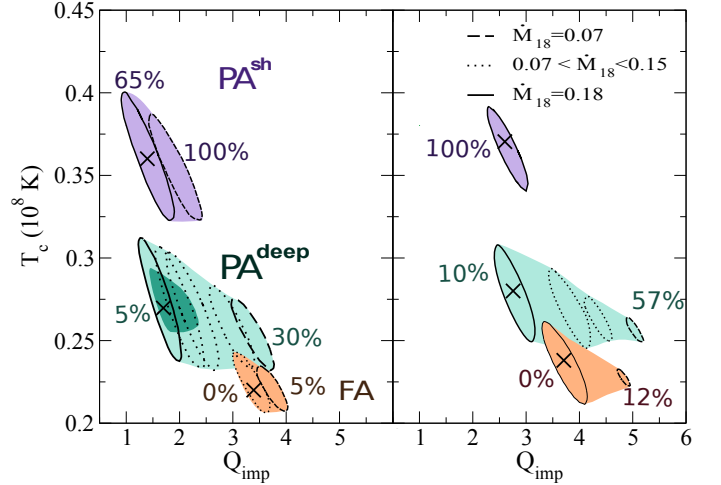 0.45
0.4
0.35
0.3
0.25
0.2
T_c (10^8 K)
65%
PA^sh
100%
PA^deep
5%
30%
0%
5%
FA
1 2 3 4 5
Q_imp
Ṁ_18=0.07
0.07 < Ṁ_18<0.15
Ṁ_18=0.18
100%
10%
57%
0%
12%
1 2 3 4 5 6
Q_imp